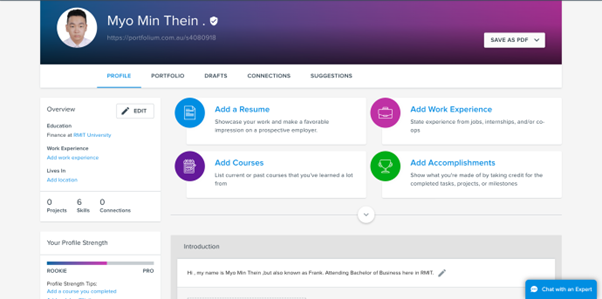 Myo Min Thein .
https://portfolium.com.au/s4080918
SAVE AS PDF
PROFILE
PORTFOLIO
DRAFTS
CONNECTIONS
SUGGESTIONS
Overview
EDIT
Education
Finance at RMIT University
Work Experience
Add work experience
Lives In
Add location
0 6 0
Projects Skills Connections
Your Profile Strength
ROOKIE PRO
Profile Strength Tips:
Add a course you completed
Add a Resume
Showcase your work and make a favorable
impression on a prospective employer.
Add Work Experience
State experience from jobs, internships, and/or co-
ops
Add Courses
List current or past courses that you've learned a lot
from
Add Accomplishments
Show what you're made of by taking credit for the
completed tasks, projects, or milestones
Introduction
Hi , my name is Myo Min Thein ,but also known as Frank. Attending Bachelor of Business here in RMIT.
Chat with an Expert